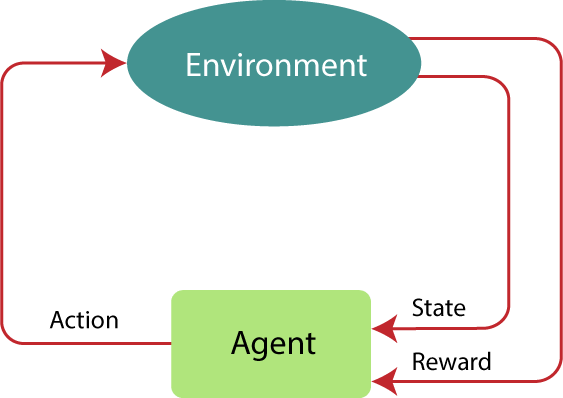 Environment
State
Action
Agent
Reward